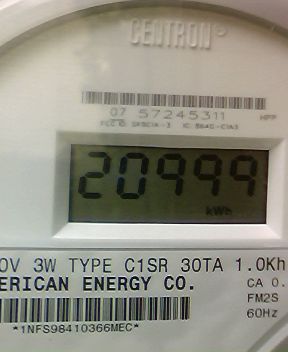 CENTRON®
07 57245311 HPP
20999
kWh
0V 3W TYPE C1SR 30TA 1.0Kh
ERICAN ENERGY CO. CA 0.
FM2S
60Hz
*1NFS98410366MEC*